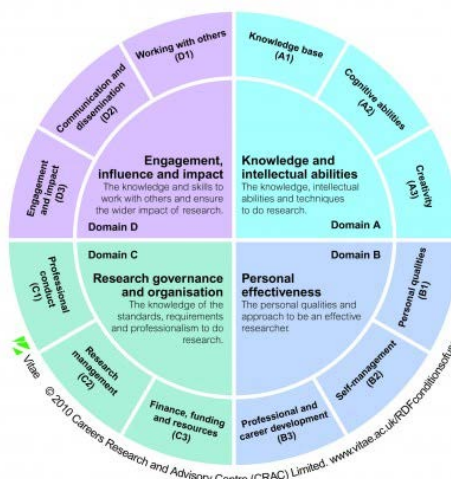 Working with others
(D1)
Communication and
dissemination
(D2)
Engagement
and impact
(D3)
Engagement,
influence and impact
The knowledge and skills to
work with others and ensure
the wider impact of research.
Domain D
Knowledge base
(A1)
Cognitive abilities
(A2)
Creativity
(A3)
Knowledge and
intellectual abilities
The knowledge, intellectual
abilities and techniques
to do research.
Domain A
Domain C
Research governance
and organisation
The knowledge of the
standards, requirements
and professionalism to do
research.
Professional
conduct
(C1)
Research
management
(C2)
Finance, funding
and resources
(C3)
Domain B
Personal
effectiveness
The personal qualities and
approach to be an effective
researcher.
Personal qualities
(B1)
Self-management
(B2)
Professional and
career development
(B3)
Vitae
© 2010 Careers Research and Advisory Centre (CRAC) Limited. www.vitae.ac.uk/RDFconditionsofus